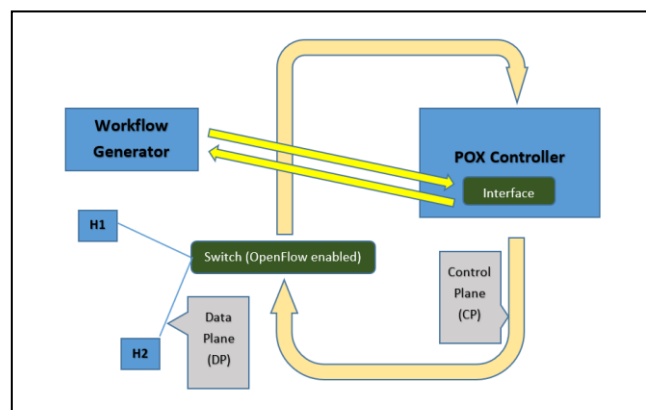 Workflow
Generator
POX Controller
Interface
H1
Switch (OpenFlow enabled)
Control
Plane
(CP)
Data
Plane
(DP)
H2